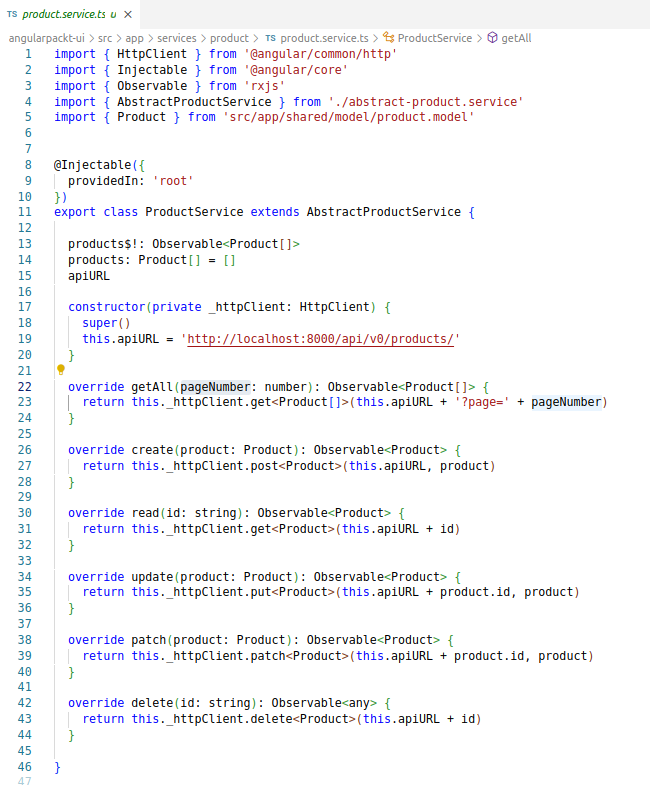 TS product.service.ts U ×
angularpackt-ui > src > app > services > product > TS product.service.ts > ProductService > getAll
1 import { HttpClient } from '@angular/common/http'
2 import { Injectable } from '@angular/core'
3 import { Observable } from 'rxjs'
4 import { AbstractProductService } from './abstract-product.service'
5 import { Product } from 'src/app/shared/model/product.model'
6
7
8 @Injectable({
9   providedIn: 'root'
10 })
11 export class ProductService extends AbstractProductService {
12
13   products$!: Observable<Product[]>
14   products: Product[] = []
15   apiURL
16
17   constructor(private _httpClient: HttpClient) {
18     super()
19     this.apiURL = 'http://localhost:8000/api/v0/products/'
20   }
21
22   override getAll(pageNumber: number): Observable<Product[]> {
23     return this._httpClient.get<Product[]>(this.apiURL + '?page=' + pageNumber)
24   }
25
26   override create(product: Product): Observable<Product> {
27     return this._httpClient.post<Product>(this.apiURL, product)
28   }
29
30   override read(id: string): Observable<Product> {
31     return this._httpClient.get<Product>(this.apiURL + id)
32   }
33
34   override update(product: Product): Observable<Product> {
35     return this._httpClient.put<Product>(this.apiURL + product.id, product)
36   }
37
38   override patch(product: Product): Observable<Product> {
39     return this._httpClient.patch<Product>(this.apiURL + product.id, product)
40   }
41
42   override delete(id: string): Observable<any> {
43     return this._httpClient.delete<Product>(this.apiURL + id)
44   }
45
46 }
47